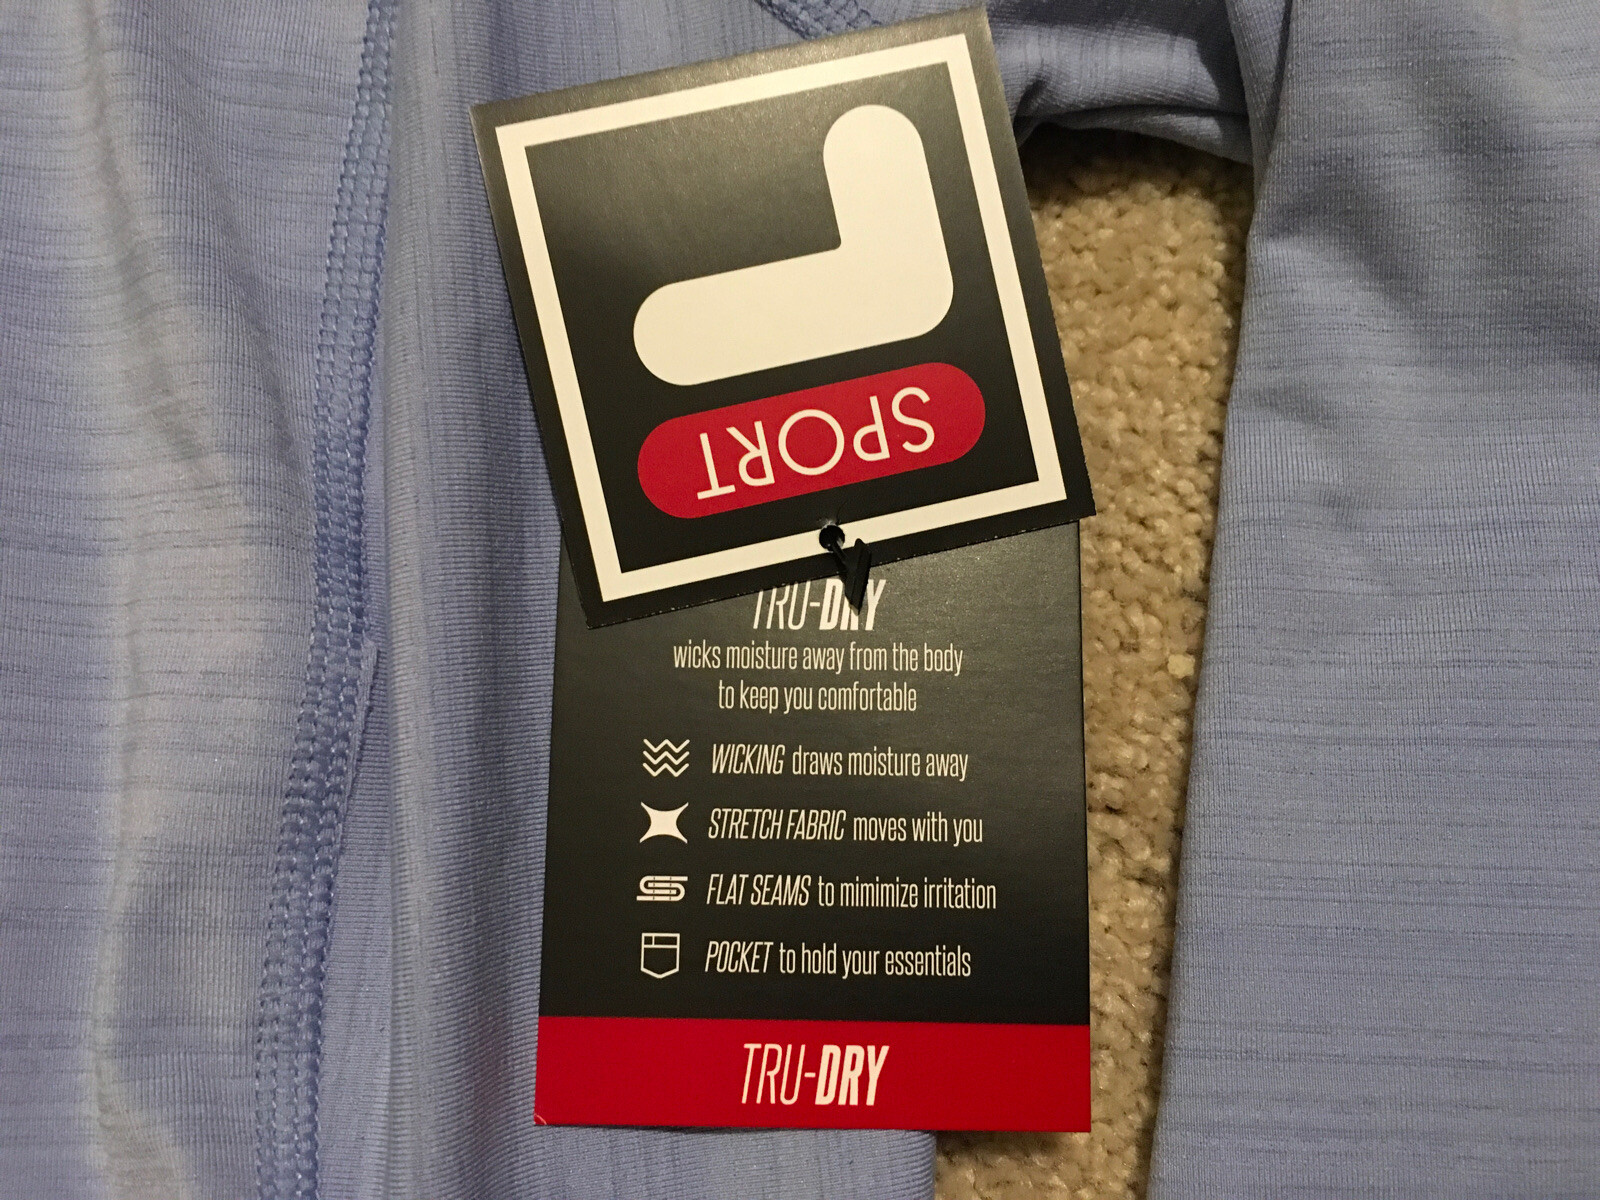 SPORT
TRU-DRY
wicks moisture away from the body
to keep you comfortable
WICKING draws moisture away
STRETCH FABRIC moves with you
FLAT SEAMS to mimimize irritation
POCKET to hold your essentials
TRU-DRY